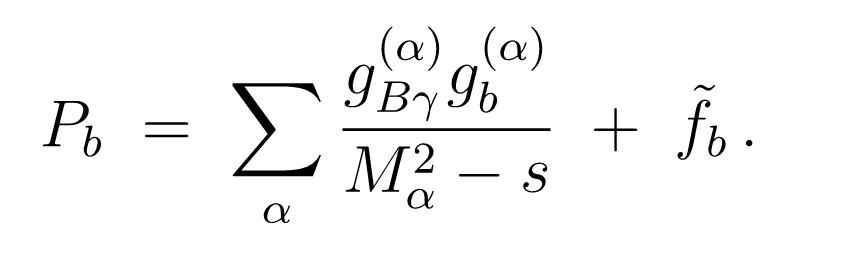 P_b = \sum_{\alpha} \frac{g_{B\gamma}^{(\alpha)} g_b^{(\alpha)}}{M_{\alpha}^2 - s} + \tilde{f}_b .